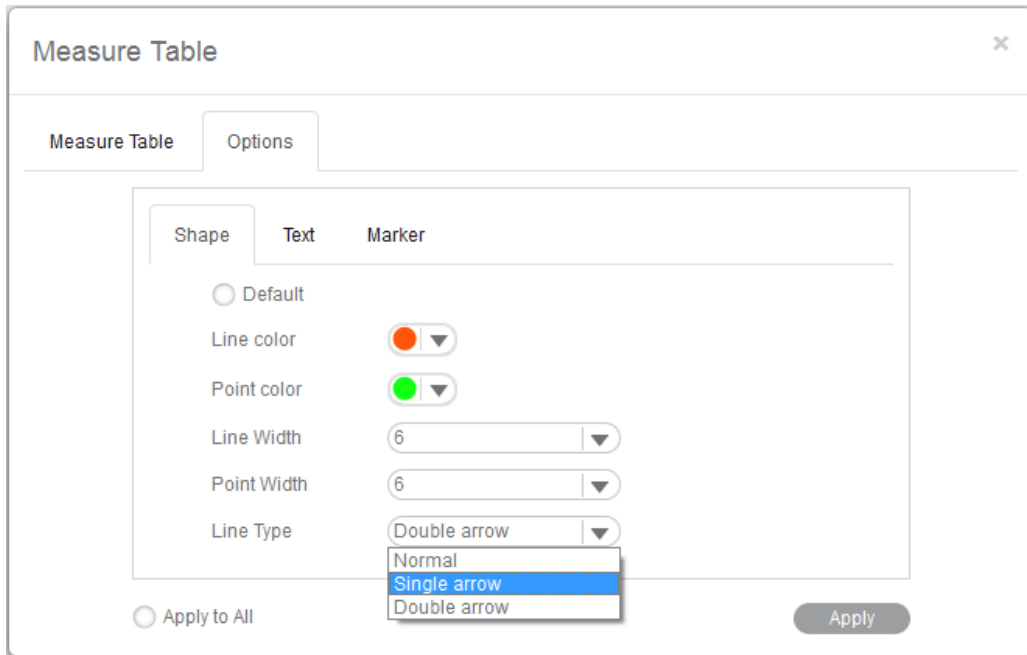 Measure Table
×
Measure Table Options
Shape Text Marker
Default
Line color
Point color
Line Width 6
Point Width 6
Line Type Double arrow
Normal
Single arrow
Double arrow
Apply to All Apply